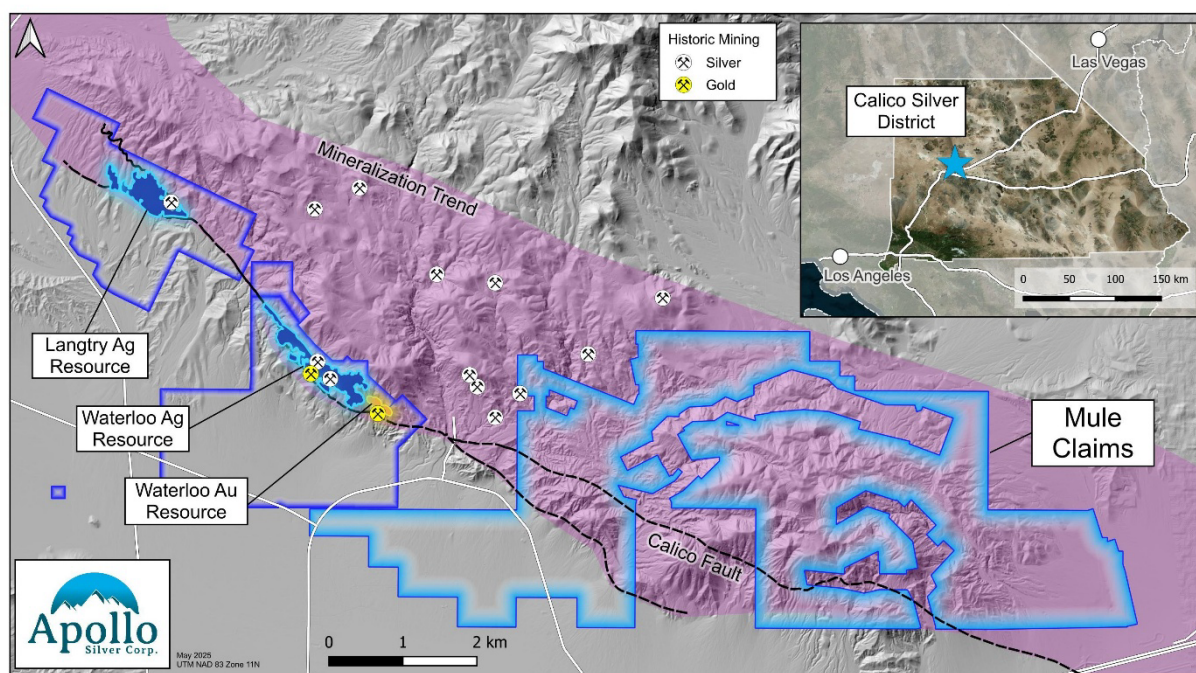 Historic Mining
Silver
Gold
Las Vegas
Calico Silver
District
Los Angeles
0 50 100 150 km
Mineralization Trend
Langtry Ag
Resource
Waterloo Ag
Resource
Waterloo Au
Resource
Mule
Claims
Calico Fault
Apollo
Silver Corp.
May 2025
UTM NAD 83 Zone 11N
0 1 2 km